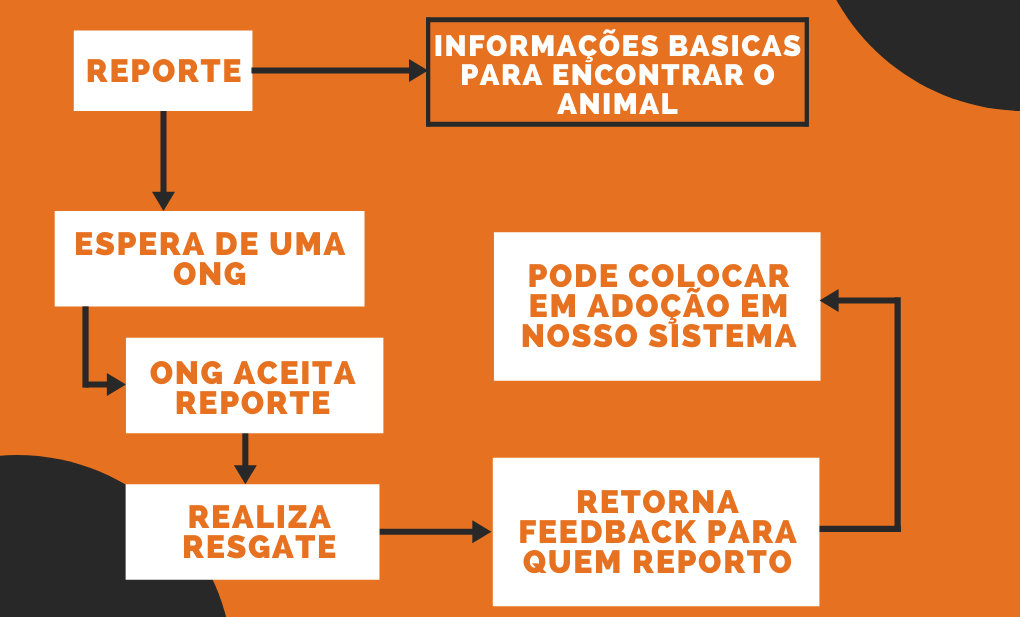 REPORTE
INFORMAÇÕES BASICAS
PARA ENCONTRAR O
ANIMAL
ESPERA DE UMA
ONG
ONG ACEITA
REPORTE
REALIZA
RESGATE
RETORNA
FEEDBACK PARA
QUEM REPORTO
PODE COLOCAR
EM ADOÇÃO EM
NOSSO SISTEMA